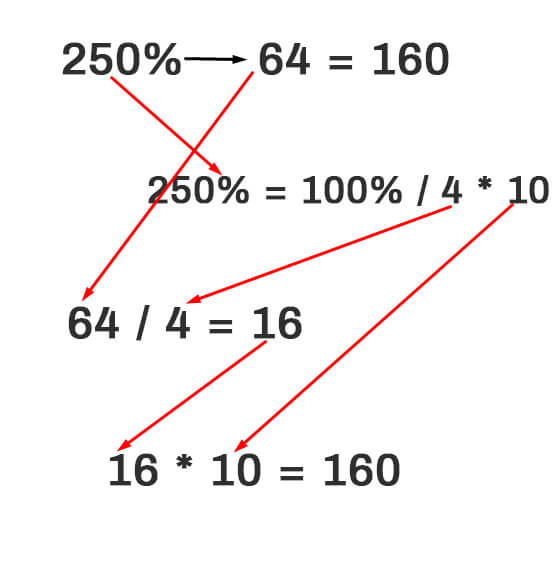 250% → 64 = 160
250% = 100% / 4 * 10
64 / 4 = 16
16 * 10 = 160